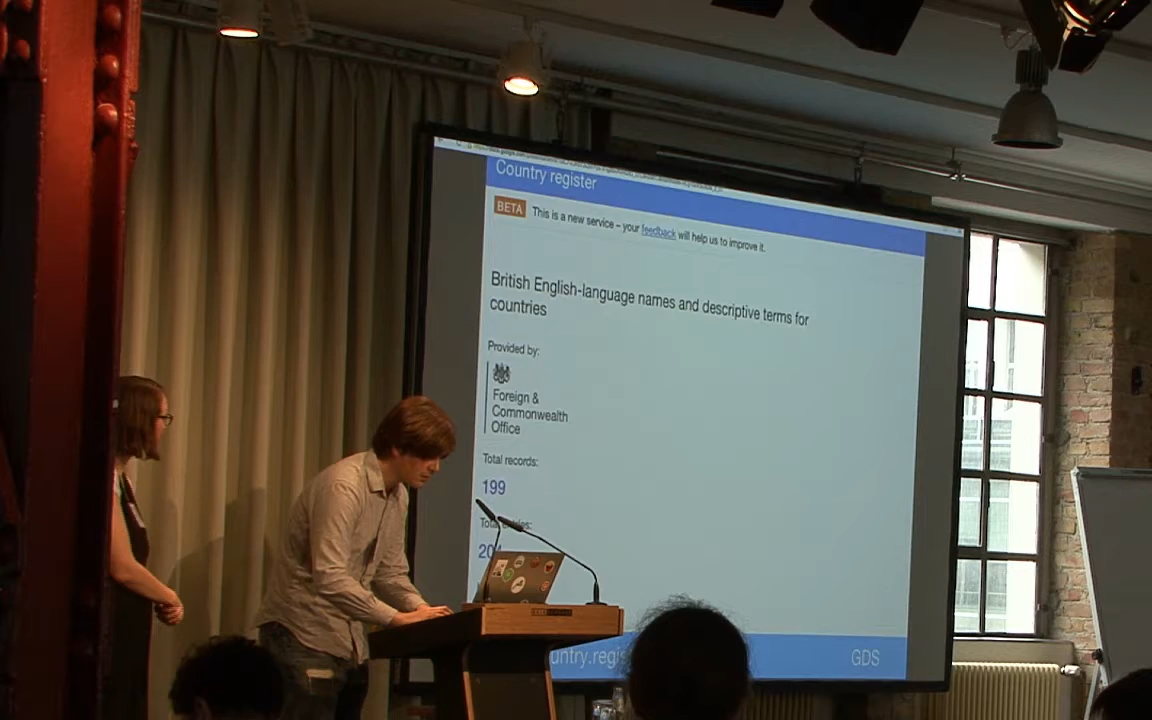 Country register
BETA This is a new service – your feedback will help us to improve it.
British English-language names and descriptive terms for
countries
Provided by:
Foreign &
Commonwealth
Office
Total records:
199
Total
GDS